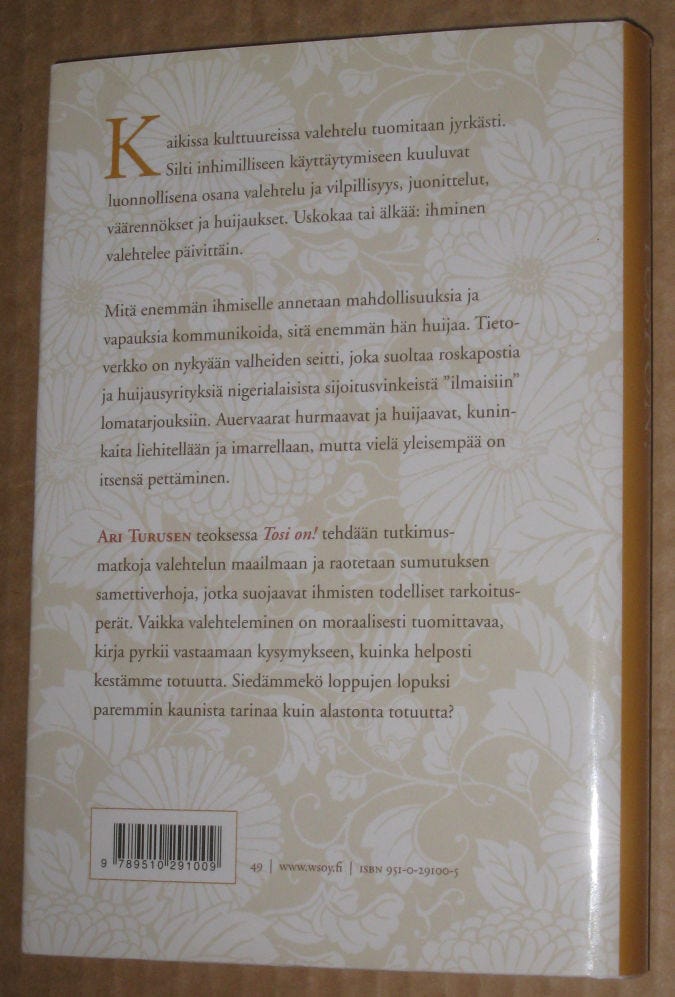 Kaikissa kulttuureissa valehtelu tuomitaan jyrkästi.
Silti inhimilliseen käyttäytymiseen kuuluvat
luonnollisena osana valehtelu ja vilpillisyys, juonittelut,
väärennökset ja huijaukset. Uskokaa tai älkää: ihminen
valehtelee päivittäin.
Mitä enemmän ihmiselle annetaan mahdollisuuksia ja
vapauksia kommunikoida, sitä enemmän hän huijaa. Tieto-
verkko on nykyään valheiden seitti, joka suoltaa roskapostia
ja huijausyrityksiä nigerialaisista sijoitusvinkeistä ”ilmaisiin”
lomatarjouksiin. Auervaarat hurmaavat ja huijaavat, kunin-
kaita liehitellään ja imarrellaan, mutta vielä yleisempää on
itsensä pettäminen.
Ari Turusen teoksessa Tosi on! tehdään tutkimus-
matkoja valehtelun maailmaan ja raotetaan sumutuksen
samettiverhoja, jotka suojaavat ihmisten todelliset tarkoitus-
perät. Vaikka valehteleminen on moraalisesti tuomittavaa,
kirja pyrkii vastaamaan kysymykseen, kuinka helposti
kestämme totuutta. Siedämmekö loppujen lopuksi
paremmin kaunista tarinaa kuin alastonta totuutta?
9 789510 291009
49 | www.wsoy.fi | ISBN 951-0-29100-5